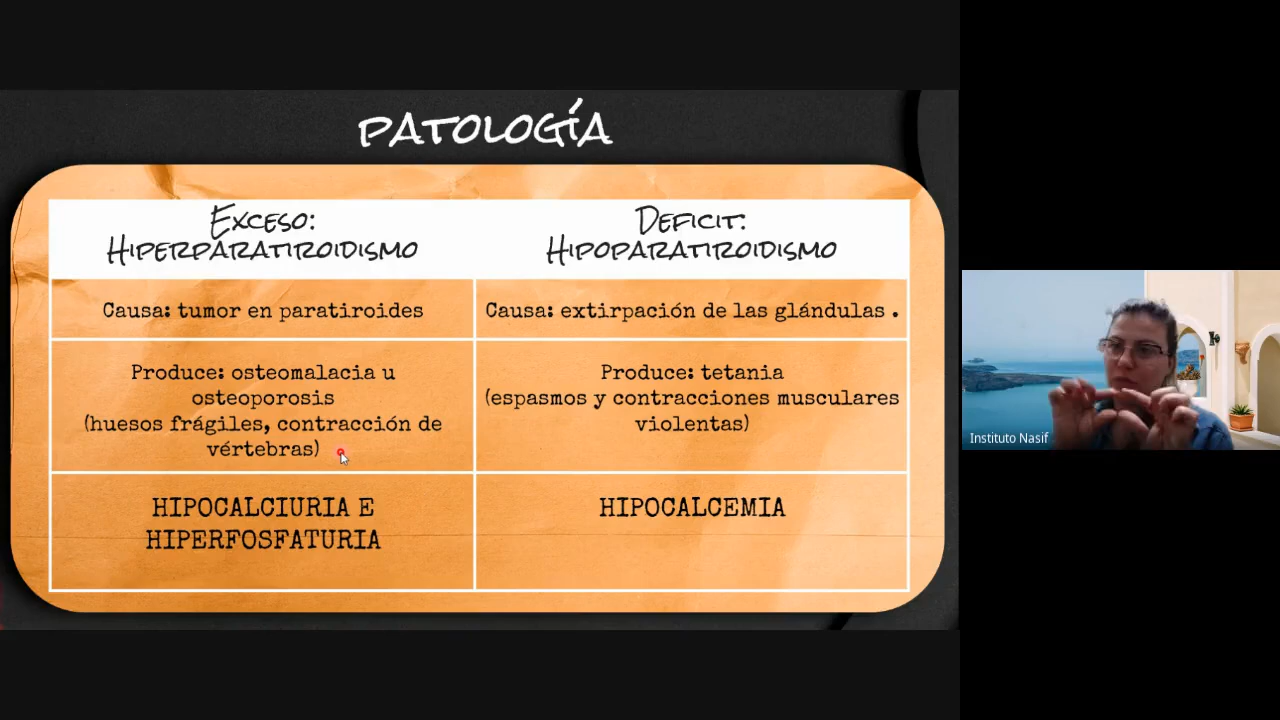 PATOLOGÍA
EXCESO:
HIPERPARATIROIDISMO
DEFICIT:
HIPOPARATIROIDISMO
Causa: tumor en paratiroides
Causa: extirpación de las glándulas .
Produce: osteomalacia u
osteoporosis
(huesos frágiles, contracción de
vértebras)
Produce: tetania
(espasmos y contracciones musculares
violentas)
HIPOCALCIURIA E
HIPERFOSFATURIA
HIPOCALCEMIA
Instituto Nasif